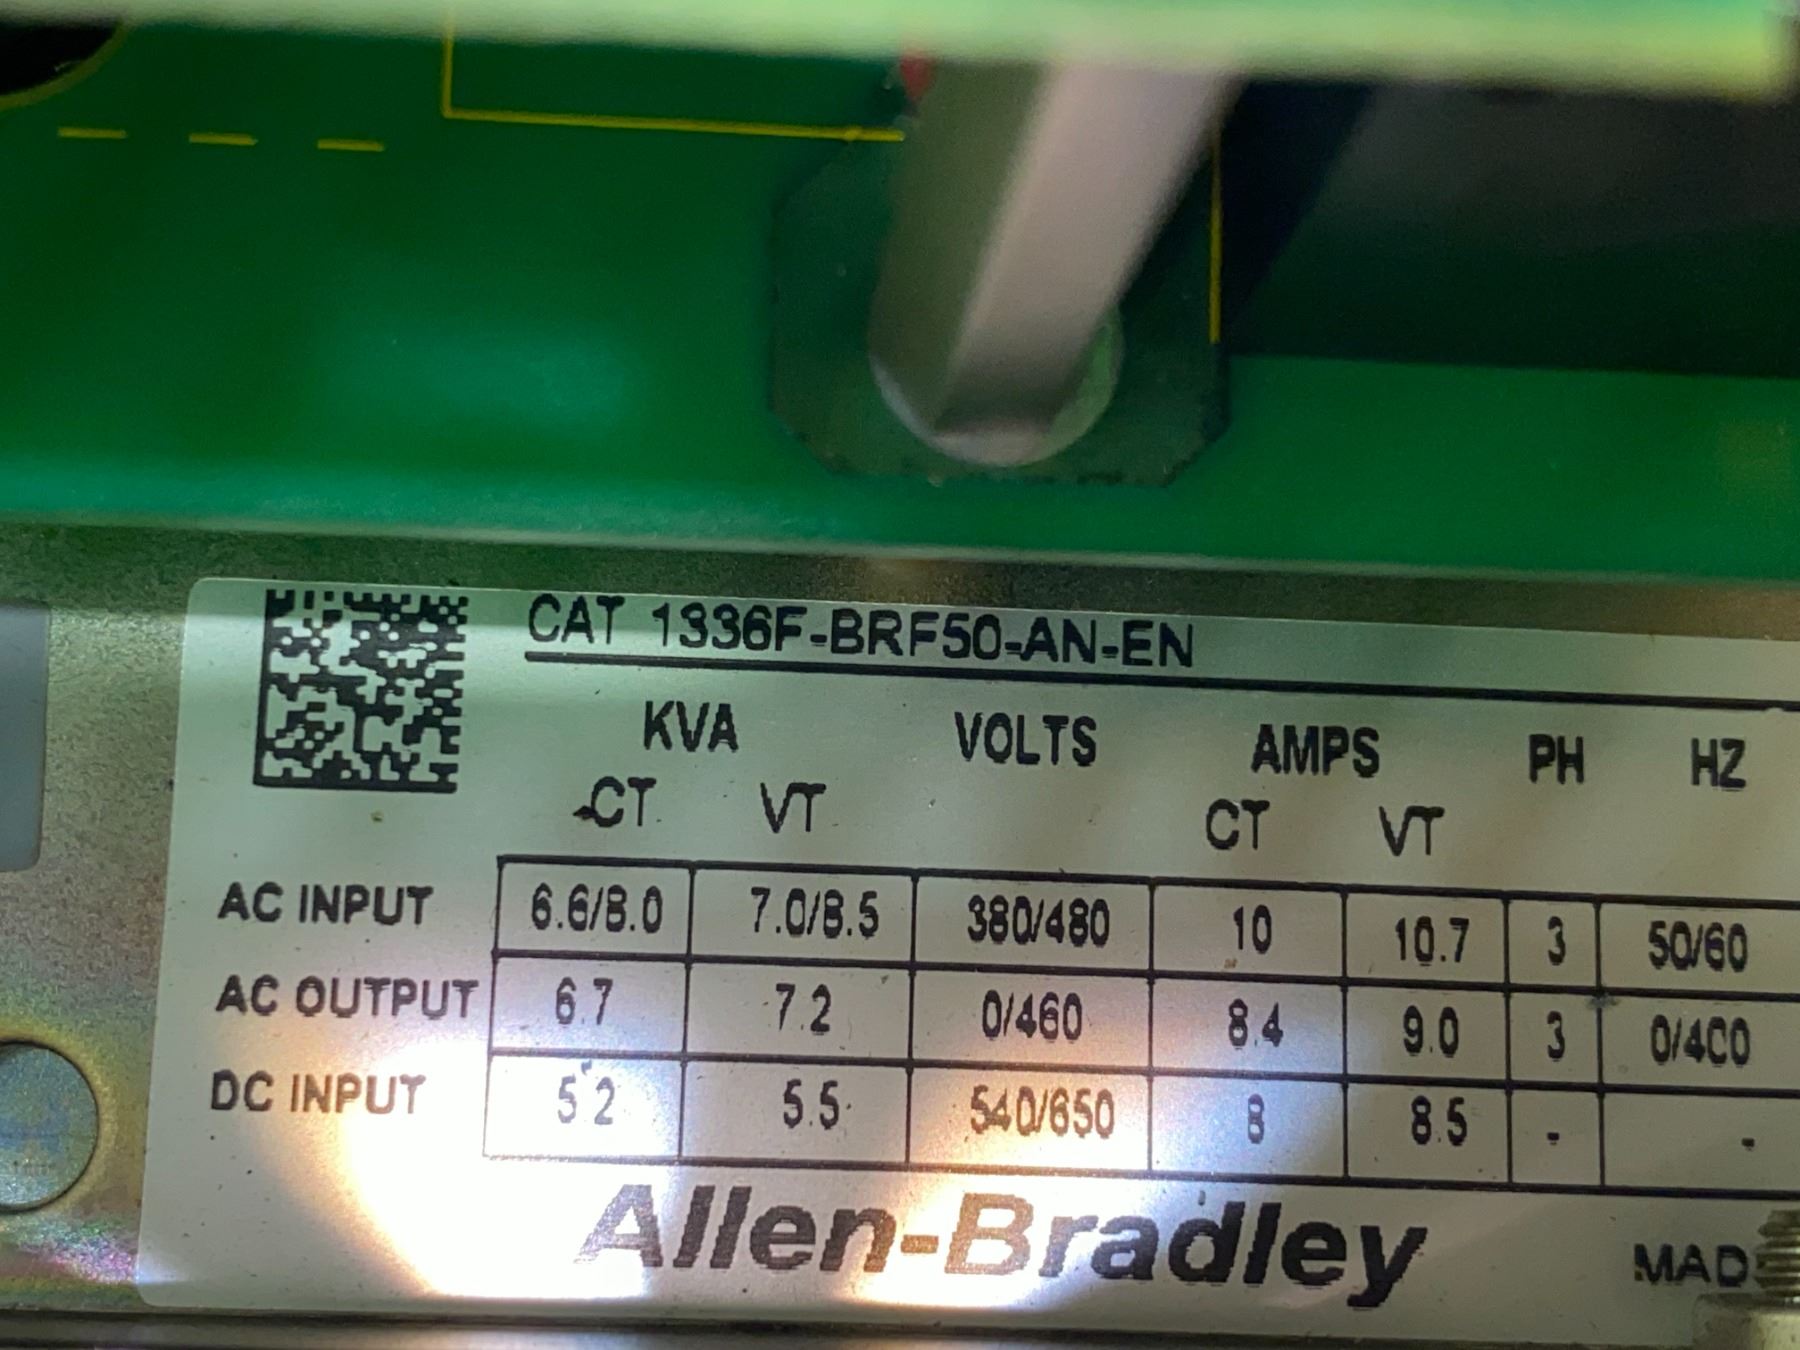 CAT 1336F-BRF50-AN-EN
KVA VOLTS AMPS PH HZ
CT VT CT VT
AC INPUT 6.6/8.0 7.0/8.5 380/480 10 10.7 3 50/60
AC OUTPUT 6.7 7.2 0/460 8.4 9.0 3 0/400
DC INPUT 5.2 5.5 540/650 8 8.5 - -
Allen-Bradley
MAD